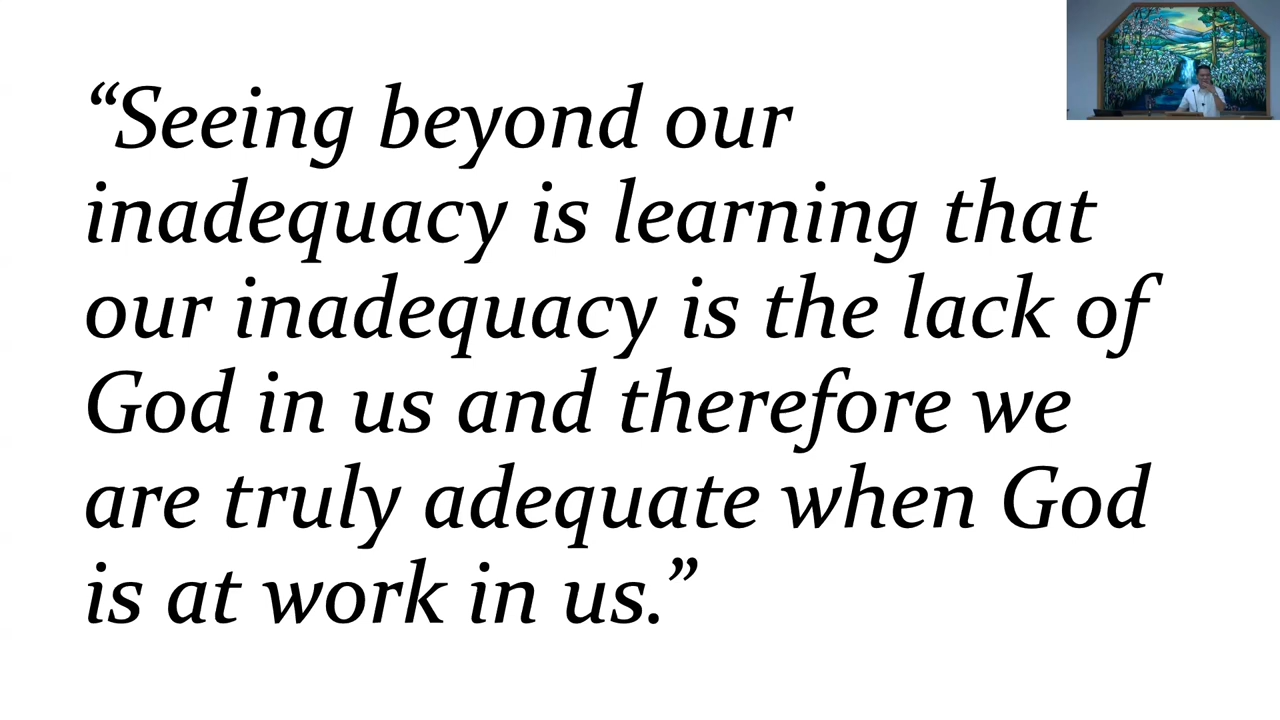 “Seeing beyond our
inadequacy is learning that
our inadequacy is the lack of
God in us and therefore we
are truly adequate when God
is at work in us.”